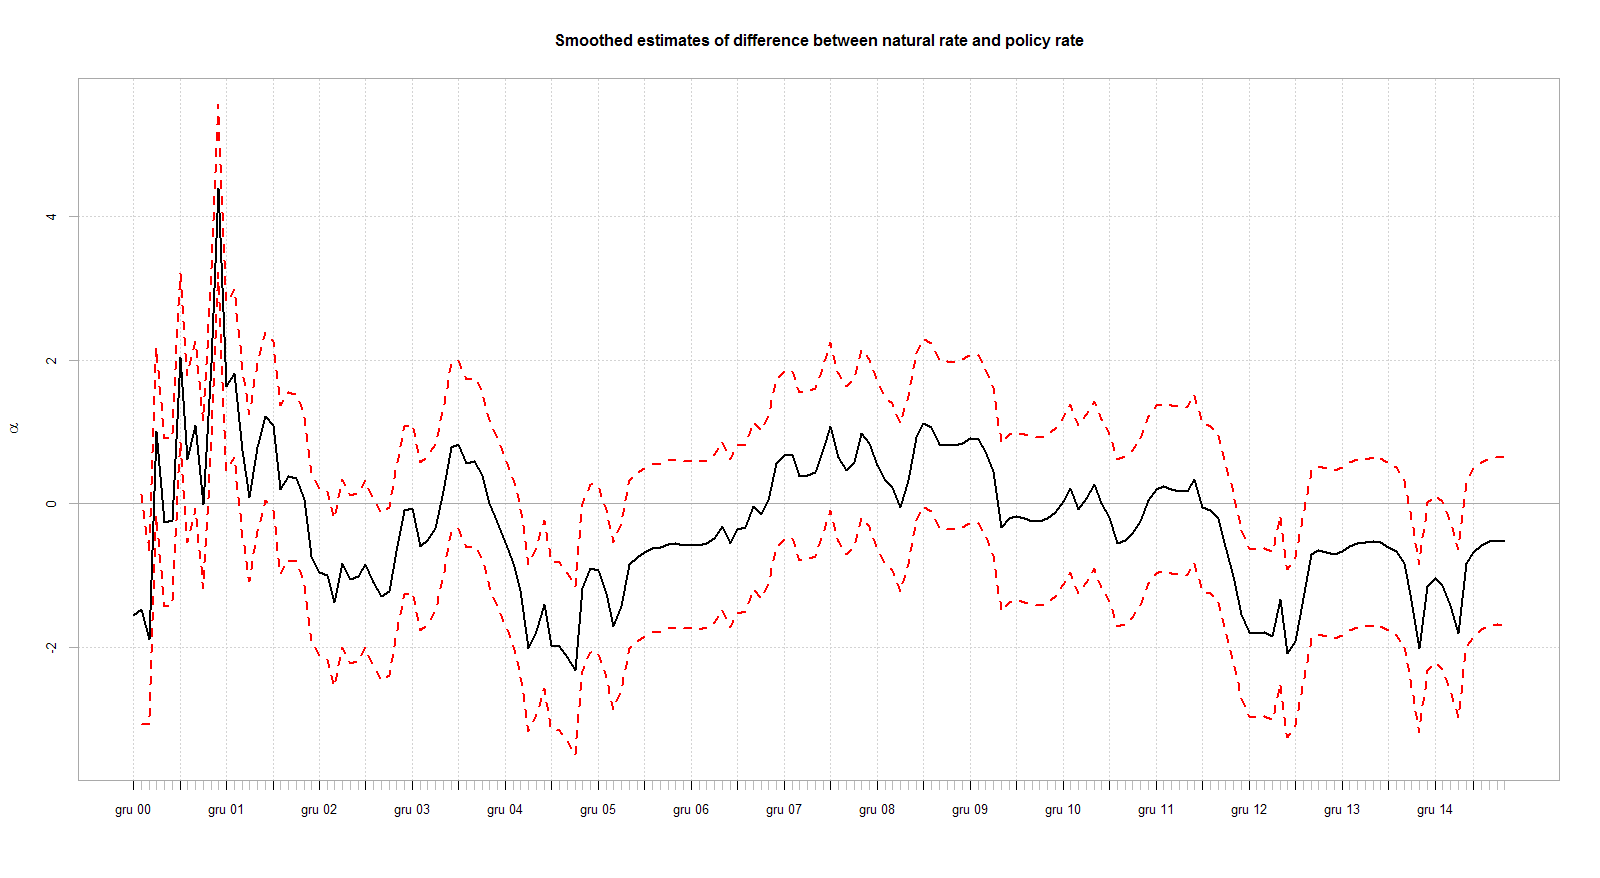 Smoothed estimates of difference between natural rate and policy rate
α
4
2
0
-2
gru 00 gru 01 gru 02 gru 03 gru 04 gru 05 gru 06 gru 07 gru 08 gru 09 gru 10 gru 11 gru 12 gru 13 gru 14